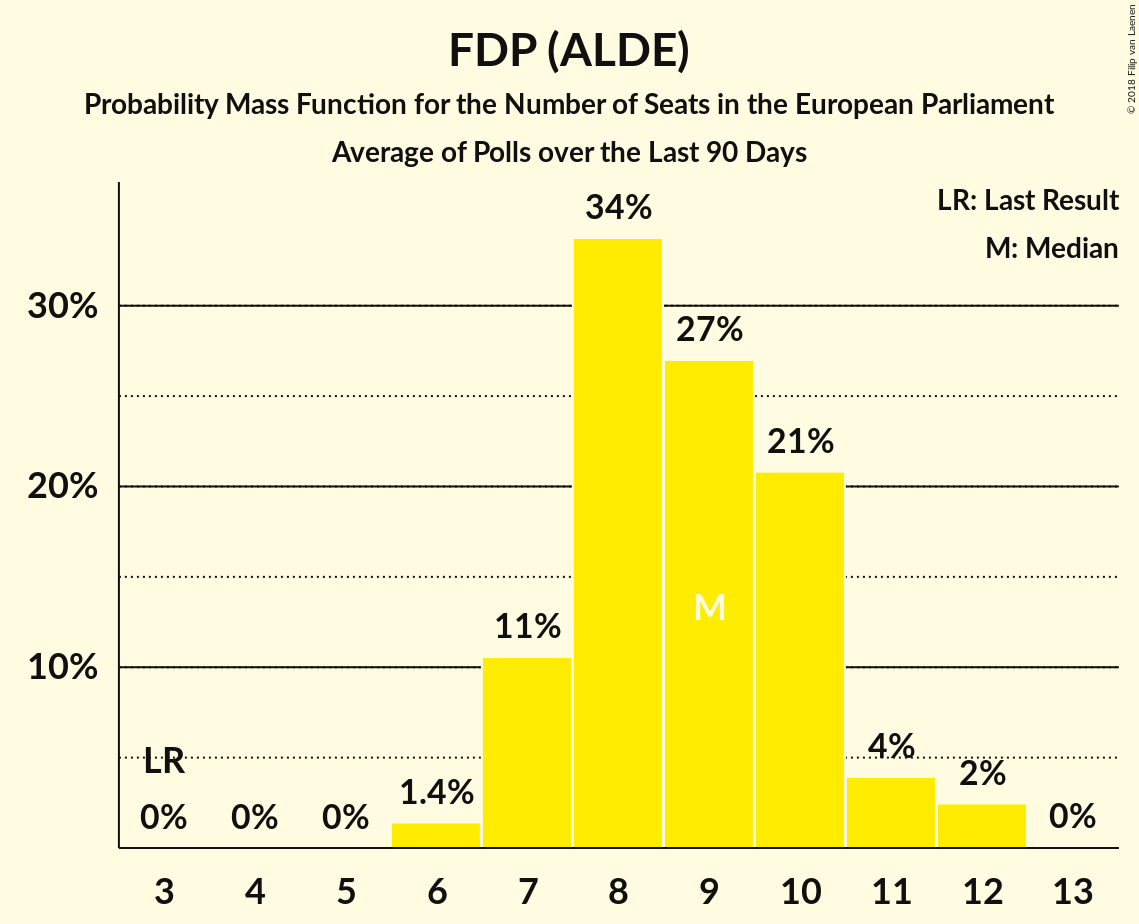 FDP (ALDE)
Probability Mass Function for the Number of Seats in the European Parliament
Average of Polls over the Last 90 Days
© 2018 Filip van Laenen
LR: Last Result
M: Median
34%
30%
27%
21%
20%
M
11%
10%
LR
4%
2%
1.4%
0%
0%
0%
0%
3 4 5 6 7 8 9 10 11 12 13